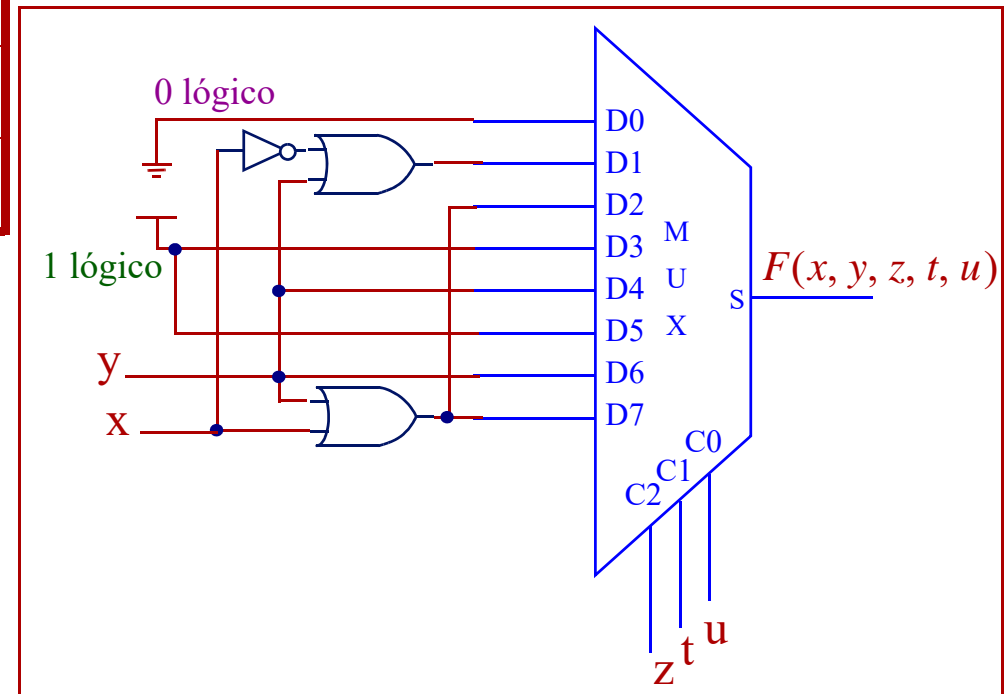 0 lógico
D0
D1
D2
D3
M
1 lógico
D4
U
F(x, y, z, t, u)
S
D5
X
y
D6
x
D7
C0
C1
C2
u
t
z